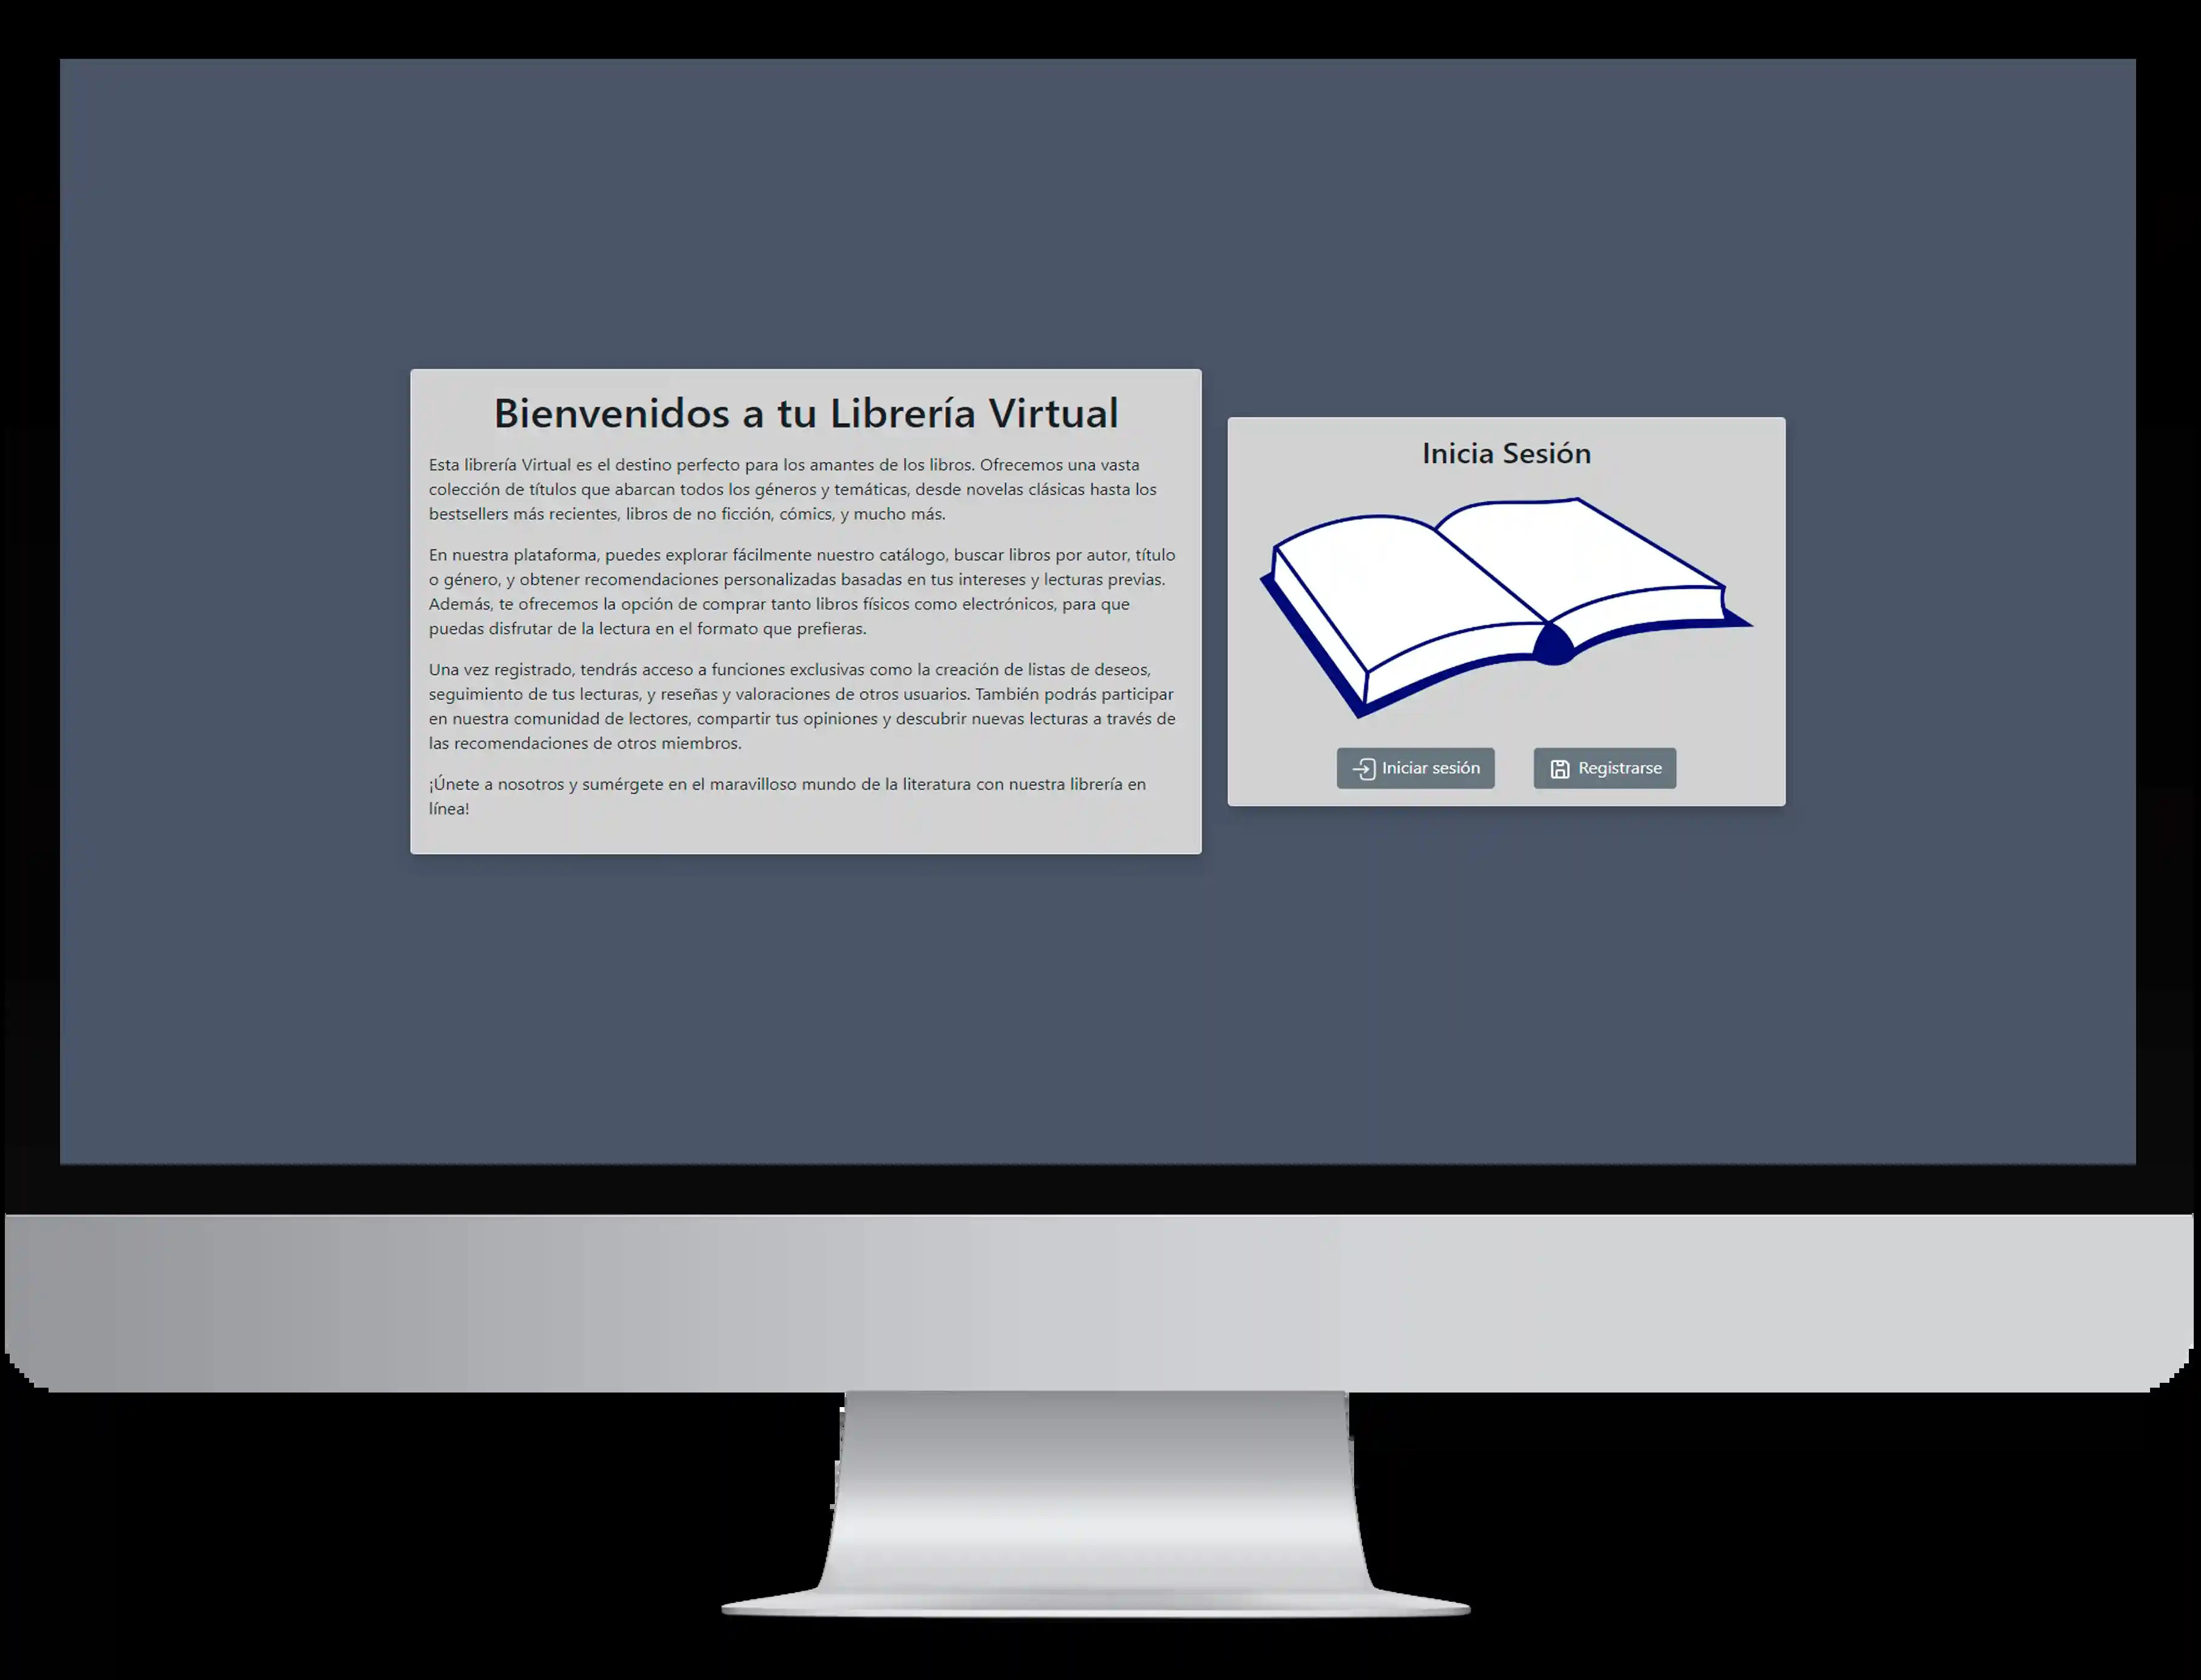 Bienvenidos a tu Librería Virtual
Esta librería Virtual es el destino perfecto para los amantes de los libros. Ofrecemos una vasta
colección de títulos que abarcan todos los géneros y temáticas, desde novelas clásicas hasta los
bestsellers más recientes, libros de no ficción, cómics, y mucho más.
En nuestra plataforma, puedes explorar fácilmente nuestro catálogo, buscar libros por autor, título
o género, y obtener recomendaciones personalizadas basadas en tus intereses y lecturas previas.
Además, te ofrecemos la opción de comprar tanto libros físicos como electrónicos, para que
puedas disfrutar de la lectura en el formato que prefieras.
Una vez registrado, tendrás acceso a funciones exclusivas como la creación de listas de deseos,
seguimiento de tus lecturas, y reseñas y valoraciones de otros usuarios. También podrás participar
en nuestra comunidad de lectores, compartir tus opiniones y descubrir nuevas lecturas a través de
las recomendaciones de otros miembros.
¡Únete a nosotros y sumérgete en el maravilloso mundo de la literatura con nuestra librería en
línea!
Inicia Sesión
Iniciar sesión
Registrarse